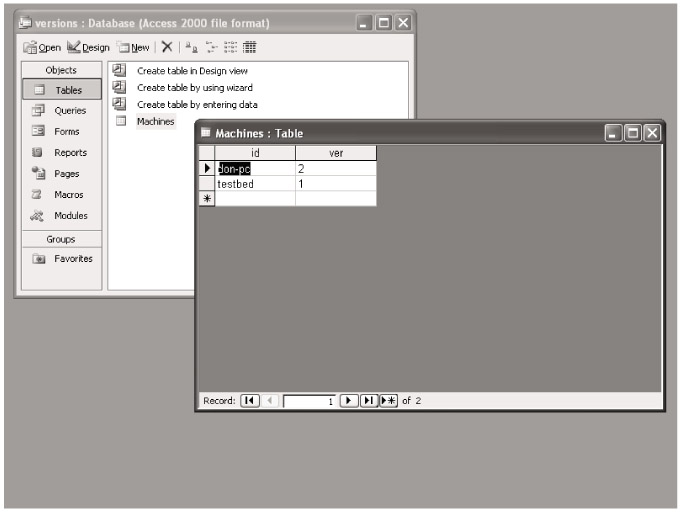 versions : Database (Access 2000 file format)
Open Design New
Objects
Tables
Queries
Forms
Reports
Pages
Macros
Modules
Groups
Favorites
Create table in Design view
Create table by using wizard
Create table by entering data
Machines
Machines : Table
id ver
don-pc 2
testbed 1
Record: 1 of 2